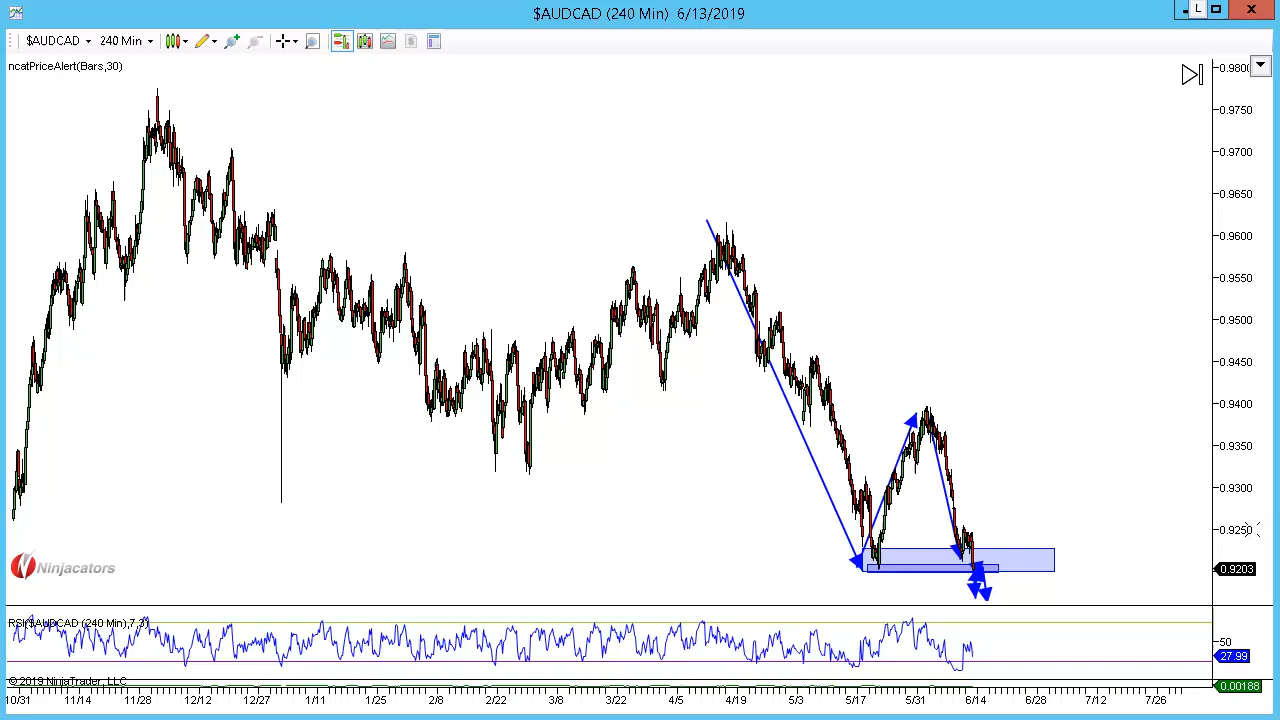 $AUDCAD (240 Min)  6/13/2019
L
X
$AUDCAD 240 Min
ncatPriceAlert(Bars,30)
0.9800
0.9750
0.9700
0.9650
0.9600
0.9550
0.9500
0.9450
0.9400
0.9350
0.9300
0.9250
0.9203
Ninjacators
RSI($AUDCAD (240 Min),7,3)
50
27.99
© 2019 NinjaTrader, LLC
0.00188
10/31 11/14 11/28 12/12 12/27 1/11 1/25 2/8 2/22 3/8 3/22 4/5 4/19 5/3 5/17 5/31 6/14 6/28 7/12 7/26